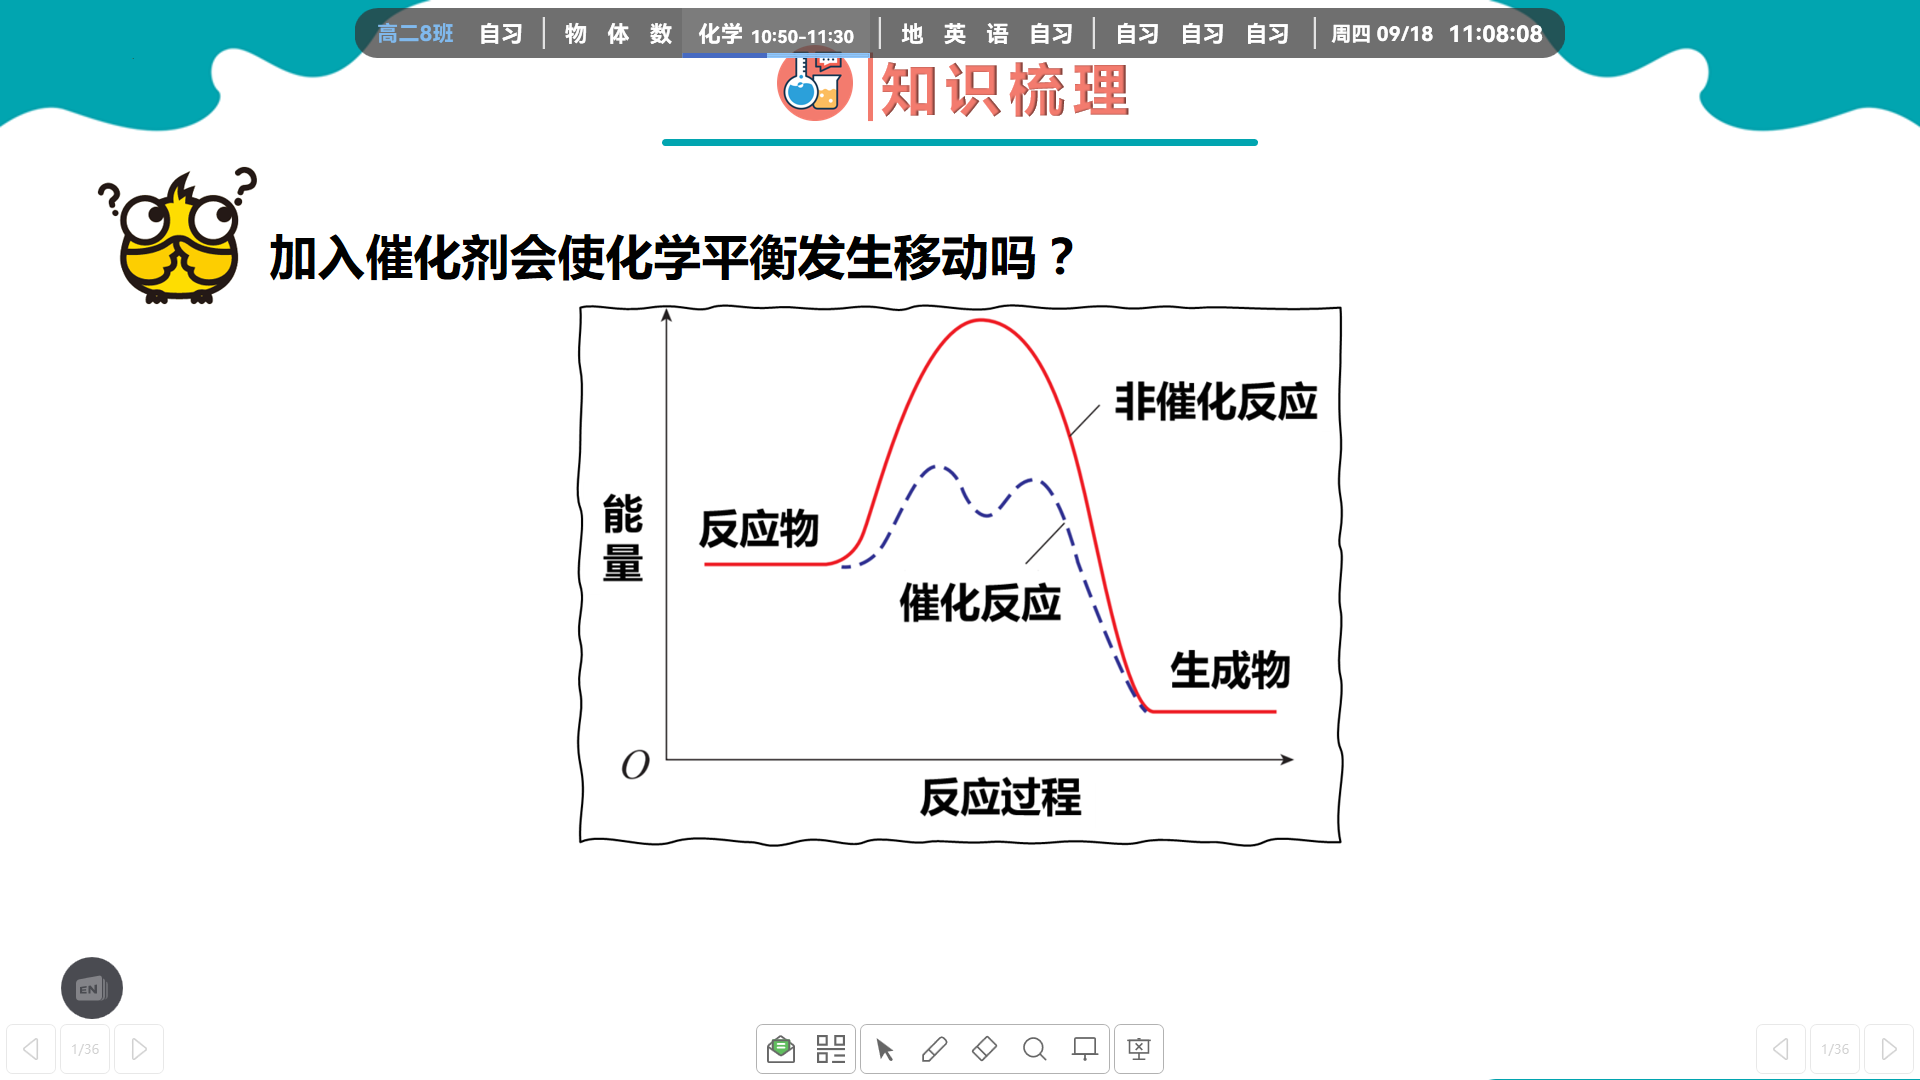 高二8班 自习 物 体 数 化学 10:50-11:30 地 英 语 自习 自习 自习 自习 周四 09/18 11:08:08
知识梳理
加入催化剂会使化学平衡发生移动吗？
非催化反应
能量
反应物
催化反应
生成物
O
反应过程
EN
1/36
1/36